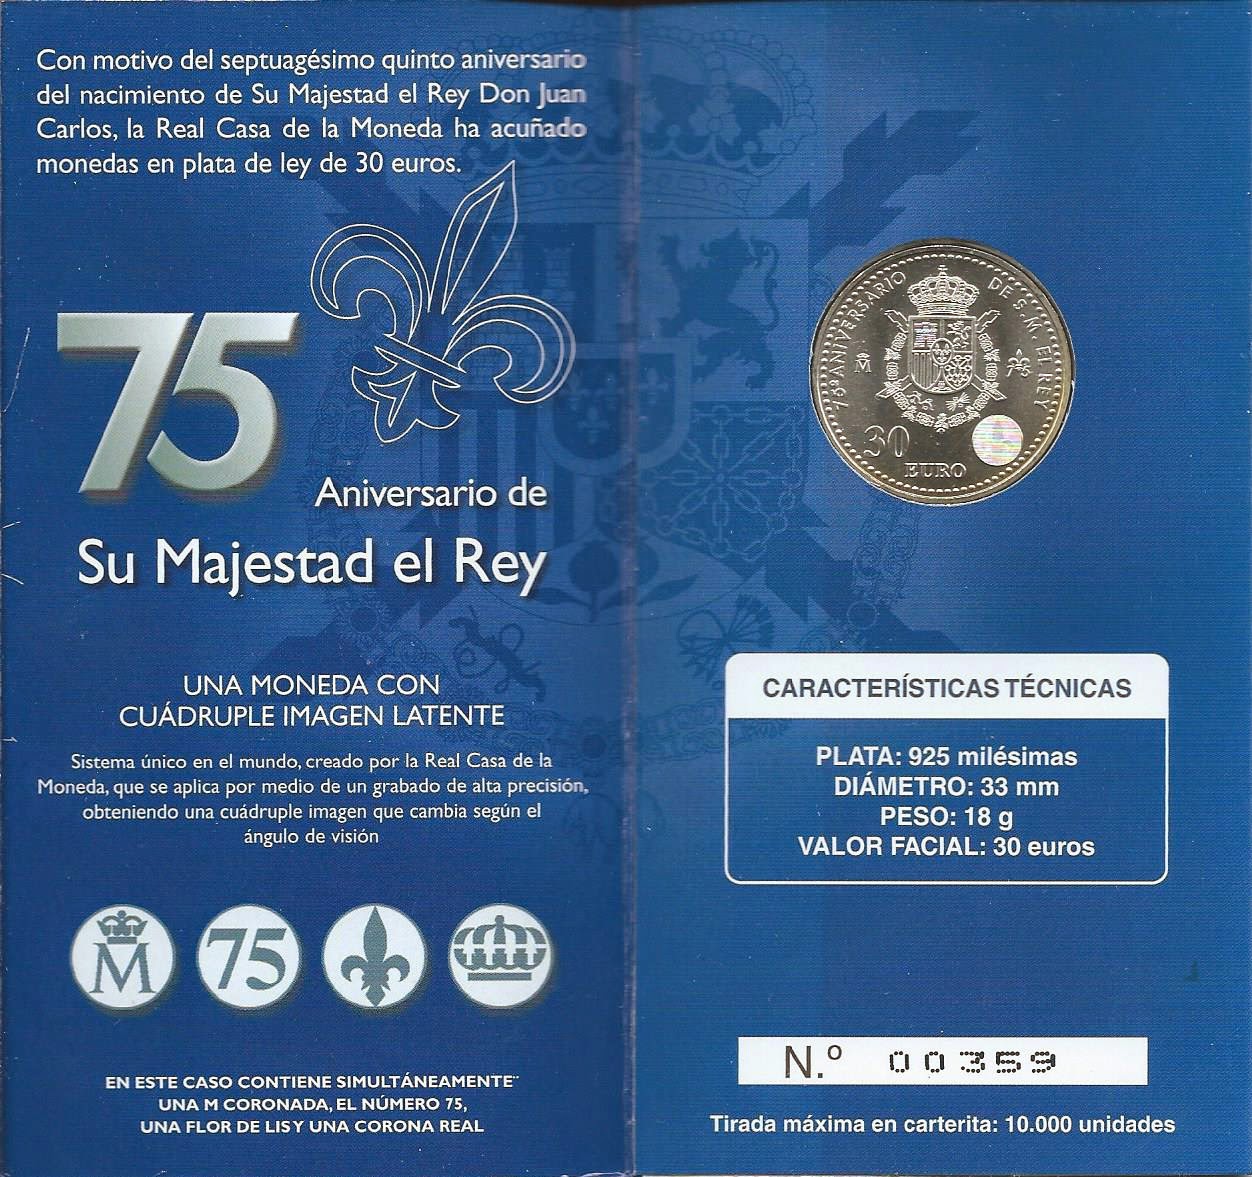 Con motivo del septuagésimo quinto aniversario
del nacimiento de Su Majestad el Rey Don Juan
Carlos, la Real Casa de la Moneda ha acuñado
monedas en plata de ley de 30 euros.
75
Aniversario de
Su Majestad el Rey
UNA MONEDA CON
CUÁDRUPLE IMAGEN LATENTE
Sistema único en el mundo, creado por la Real Casa de la
Moneda, que se aplica por medio de un grabado de alta precisión,
obteniendo una cuádruple imagen que cambia según el
ángulo de visión
M 75
EN ESTE CASO CONTIENE SIMULTÁNEAMENTE¨
UNA M CORONADA, EL NÚMERO 75,
UNA FLOR DE LIS Y UNA CORONA REAL
75º ANIVERSARIO DE S.M. EL REY
M 75
30
EURO
CARACTERÍSTICAS TÉCNICAS
PLATA: 925 milésimas
DIÁMETRO: 33 mm
PESO: 18 g
VALOR FACIAL: 30 euros
N.º 00359
Tirada máxima en carterita: 10.000 unidades